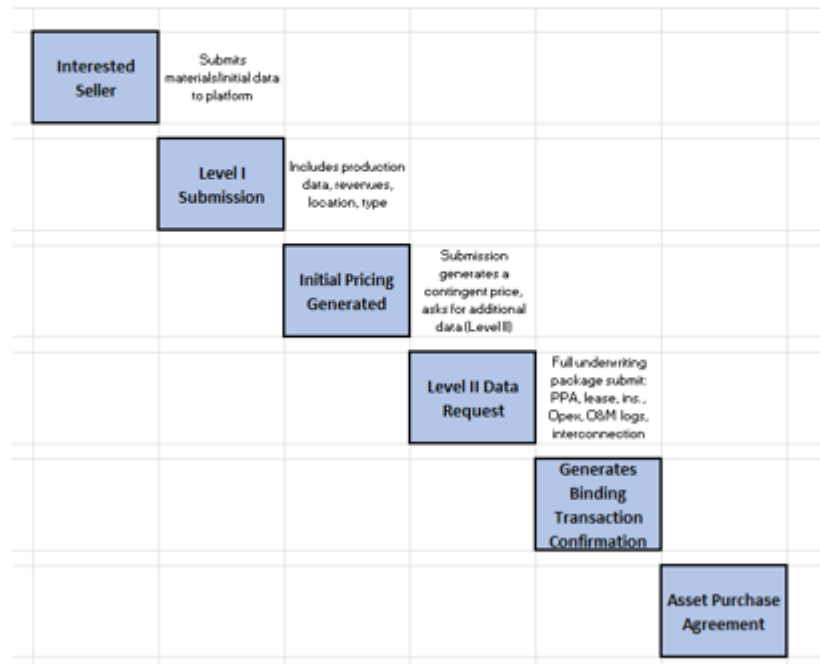 Interested
Seller
Submits
materials/initial data
to platform
Level I
Submission
Includes production
data, revenues,
location, type
Initial Pricing
Generated
Submission
generates a
contingent price,
asks for additional
data (Level II)
Level II Data
Request
Full underwriting
package submit:
PPA, lease, ins.,
Opex, O&M logs,
interconnection
Generates
Binding
Transaction
Confirmation
Asset Purchase
Agreement